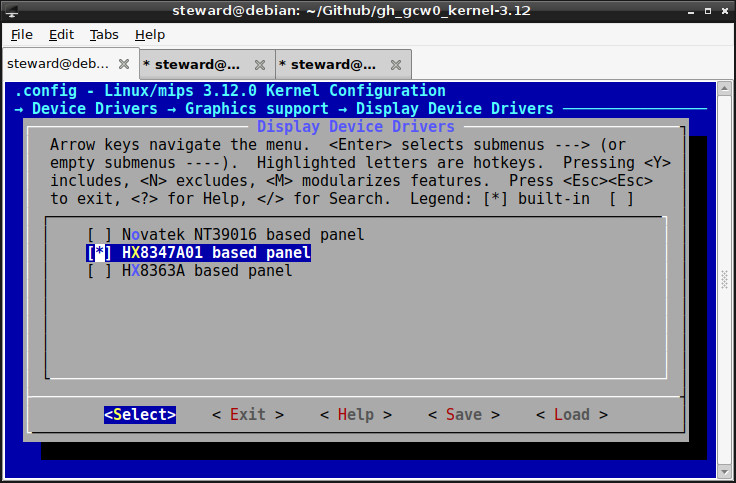 steward@debian: ~/Github/gh_gcw0_kernel-3.12
File Edit Tabs Help
steward@deb... * steward@... * steward@...
.config - Linux/mips 3.12.0 Kernel Configuration
→ Device Drivers → Graphics support → Display Device Drivers
Display Device Drivers
Arrow keys navigate the menu. <Enter> selects submenus ---> (or
empty submenus ----). Highlighted letters are hotkeys. Pressing <Y>
includes, <N> excludes, <M> modularizes features. Press <Esc><Esc>
to exit, <?> for Help, </> for Search. Legend: [*] built-in [ ]
[ ] Novatek NT39016 based panel
[*] HX8347A01 based panel
[ ] HX8363A based panel
<Select> < Exit > < Help > < Save > < Load >